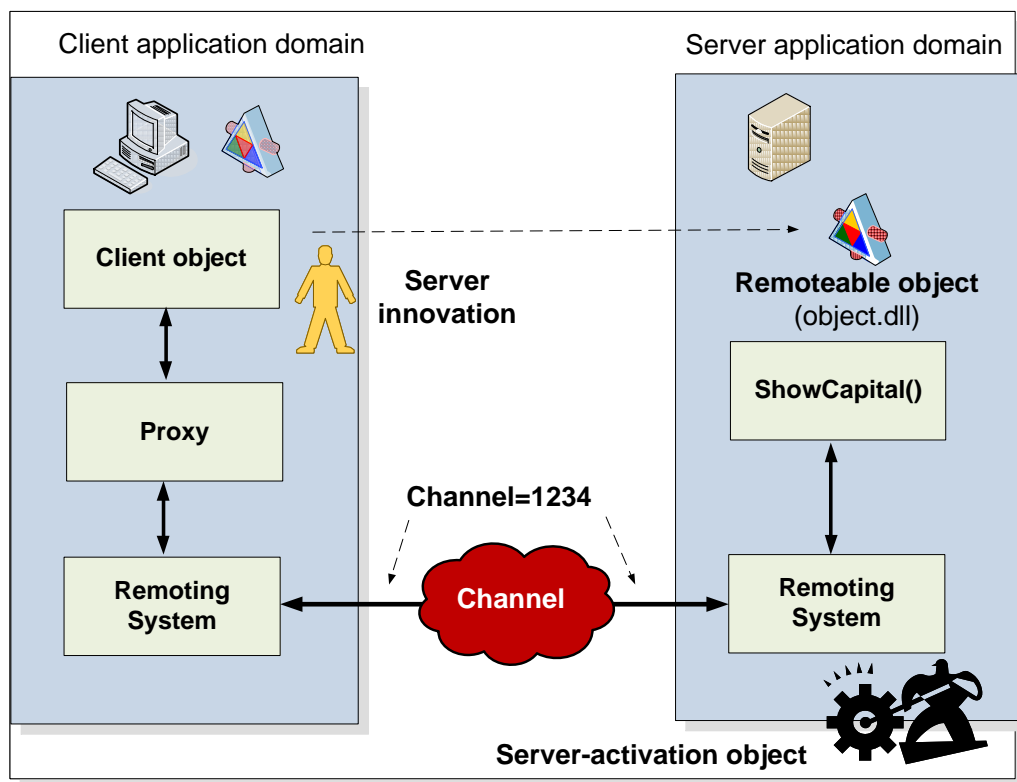 Client application domain
Server application domain
Client object
Server
innovation
Remoteable object
(object.dll)
ShowCapital()
Proxy
Channel=1234
Remoting
System
Channel
Remoting
System
Server-activation object